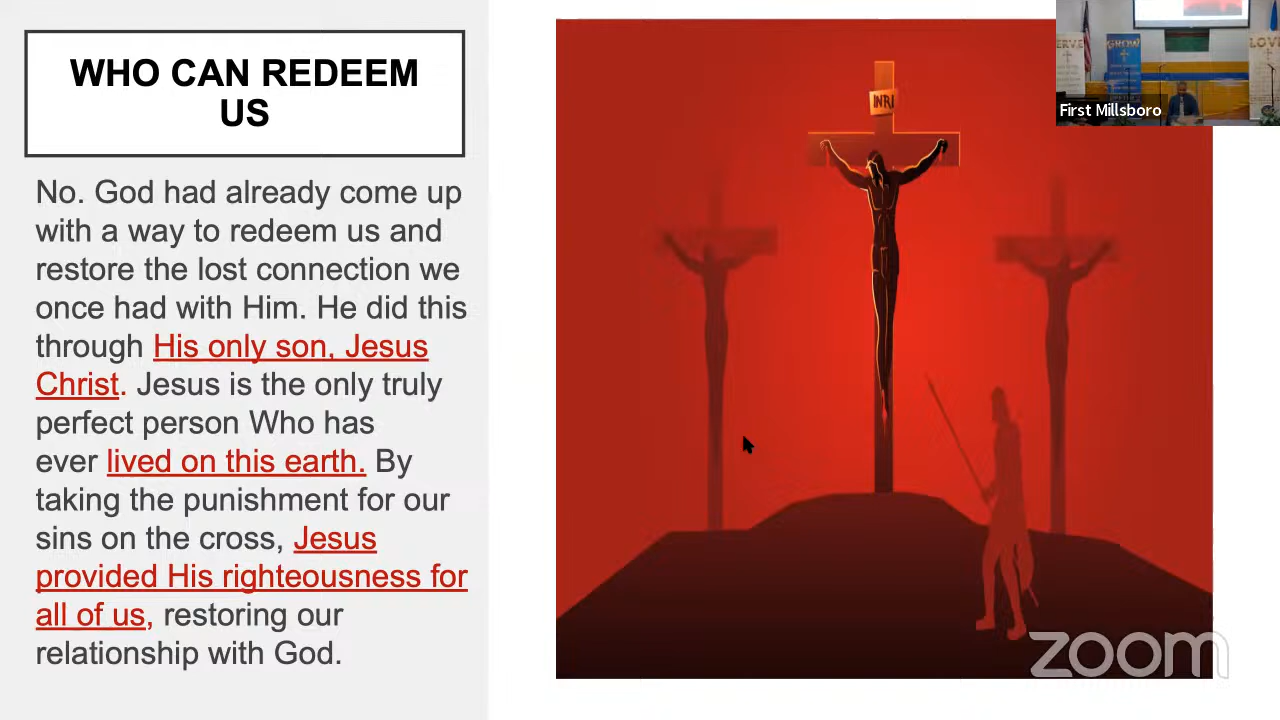 WHO CAN REDEEM
US
No. God had already come up
with a way to redeem us and
restore the lost connection we
once had with Him. He did this
through His only son, Jesus
Christ. Jesus is the only truly
perfect person Who has
ever lived on this earth. By
taking the punishment for our
sins on the cross, Jesus
provided His righteousness for
all of us, restoring our
relationship with God.
INRI
ERVE
GROW
LOVE
First Millsboro
zoom